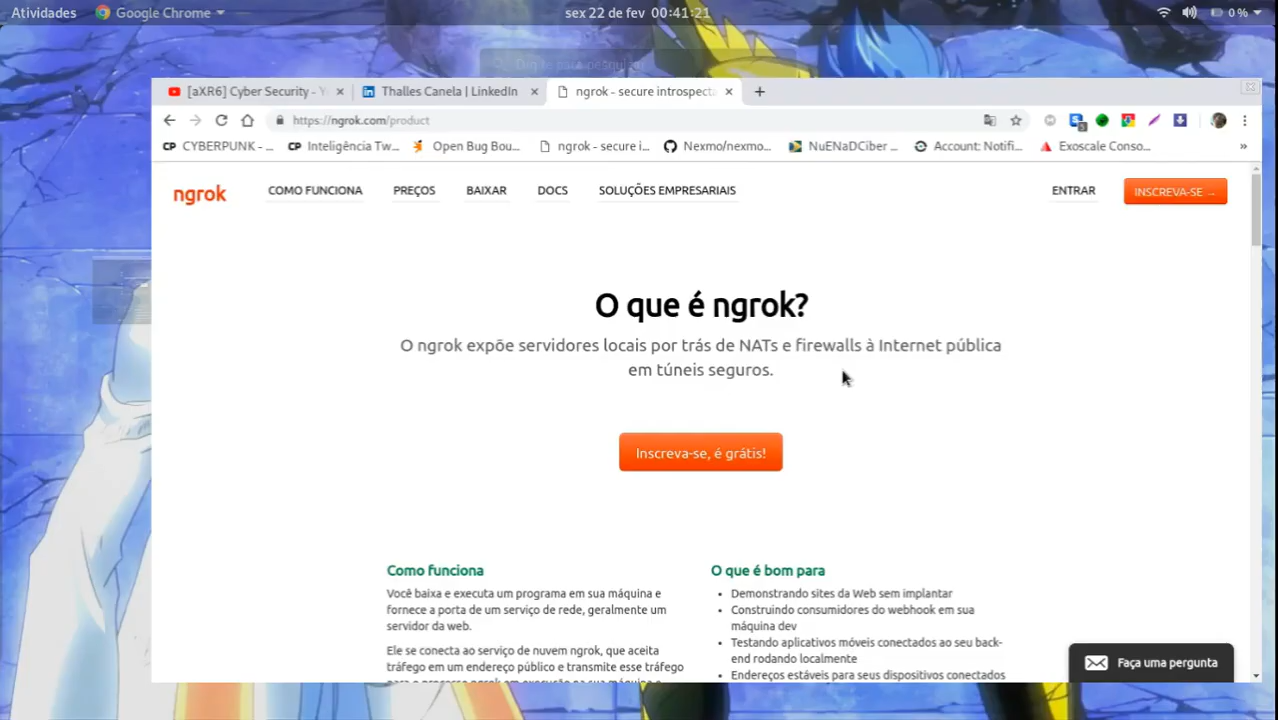 Atividades Google Chrome sex 22 de fev 00:41:21 0 %
Digite para pesquisar
[aXR6] Cyber Security - Thalles Canela | LinkedIn ngrok - secure introspecta
https://ngrok.com/product
CP CYBERPUNK - ... CP Inteligência Tw... Open Bug Bou... ngrok - secure i... Nexmo/nexmo... NuENaDCiber ... Account: Notifi... Exoscale Conso... »
ngrok COMO FUNCIONA PREÇOS BAIXAR DOCS SOLUÇÕES EMPRESARIAIS ENTRAR INSCREVA-SE →
O que é ngrok?
O ngrok expõe servidores locais por trás de NATs e firewalls à Internet pública
em túneis seguros.
Inscreva-se, é grátis!
Como funciona
Você baixa e executa um programa em sua máquina e
fornece a porta de um serviço de rede, geralmente um
servidor da web.
Ele se conecta ao serviço de nuvem ngrok, que aceita
tráfego em um endereço público e transmite esse tráfego
O que é bom para
• Demonstrando sites da Web sem implantar
• Construindo consumidores do webhook em sua
máquina dev
• Testando aplicativos móveis conectados ao seu back-
end rodando localmente
• Endereços estáveis para seus dispositivos conectados
Faça uma pergunta